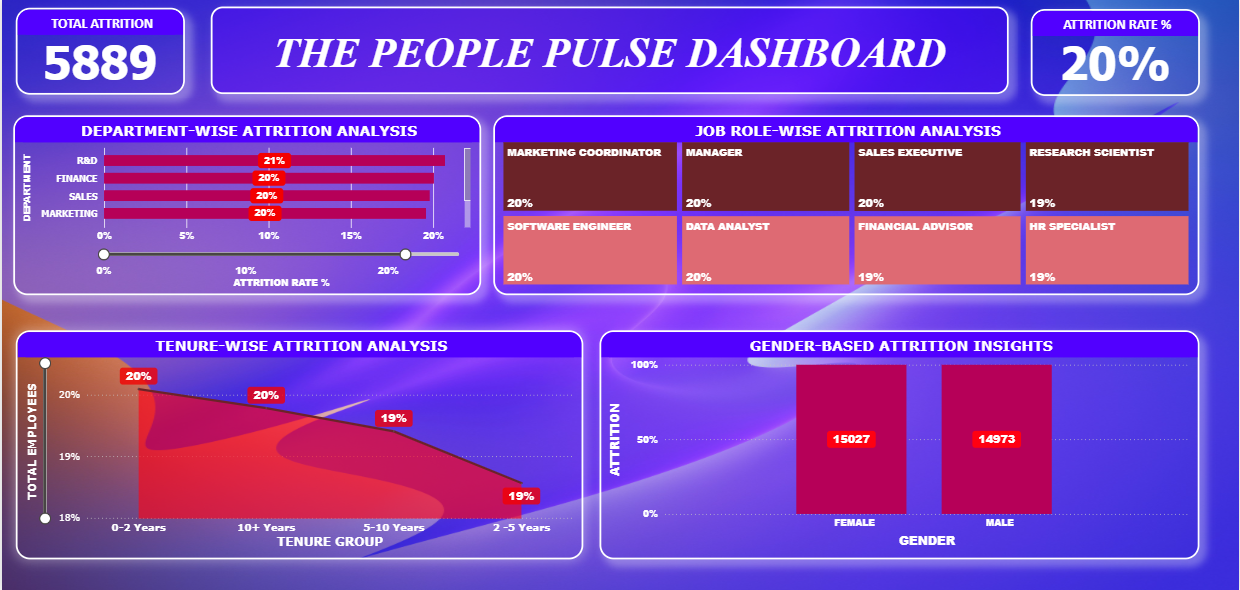 TOTAL ATTRITION
5889
THE PEOPLE PULSE DASHBOARD
ATTRITION RATE %
20%
DEPARTMENT-WISE ATTRITION ANALYSIS
DEPARTMENT
R&D
21%
FINANCE
20%
SALES
20%
MARKETING
20%
0% 5% 10% 15% 20%
0% 10% 20%
ATTRITION RATE %
JOB ROLE-WISE ATTRITION ANALYSIS
MARKETING COORDINATOR
20%
MANAGER
20%
SALES EXECUTIVE
20%
RESEARCH SCIENTIST
19%
SOFTWARE ENGINEER
20%
DATA ANALYST
20%
FINANCIAL ADVISOR
19%
HR SPECIALIST
19%
TENURE-WISE ATTRITION ANALYSIS
TOTAL EMPLOYEES
20%
19%
18%
20%
20%
19%
19%
0-2 Years 10+ Years 5-10 Years 2 -5 Years
TENURE GROUP
GENDER-BASED ATTRITION INSIGHTS
ATTRITION
100%
50%
0%
15027
14973
FEMALE MALE
GENDER